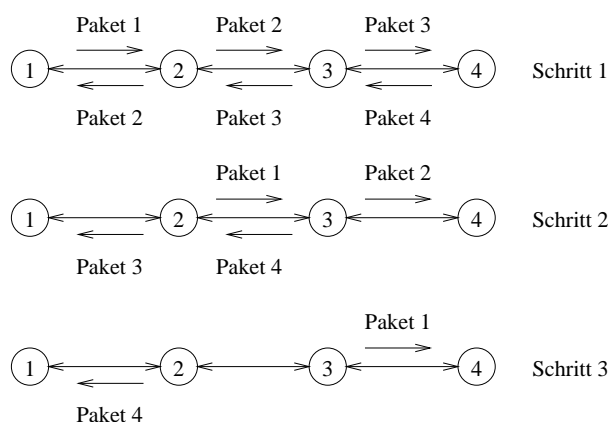 Paket 1 Paket 2 Paket 3
1 2 3 4 Schritt 1
Paket 2 Paket 3 Paket 4
Paket 1 Paket 2
1 2 3 4 Schritt 2
Paket 3 Paket 4
Paket 1
1 2 3 4 Schritt 3
Paket 4